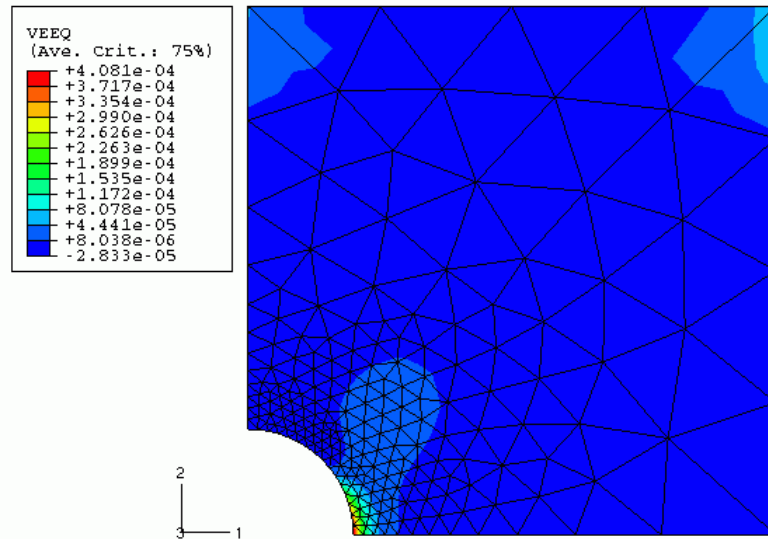 VEEQ
(Ave. Crit.: 75%)
+4.081e-04
+3.717e-04
+3.354e-04
+2.990e-04
+2.626e-04
+2.263e-04
+1.899e-04
+1.535e-04
+1.172e-04
+8.078e-05
+4.441e-05
+8.038e-06
-2.833e-05
2
3
1